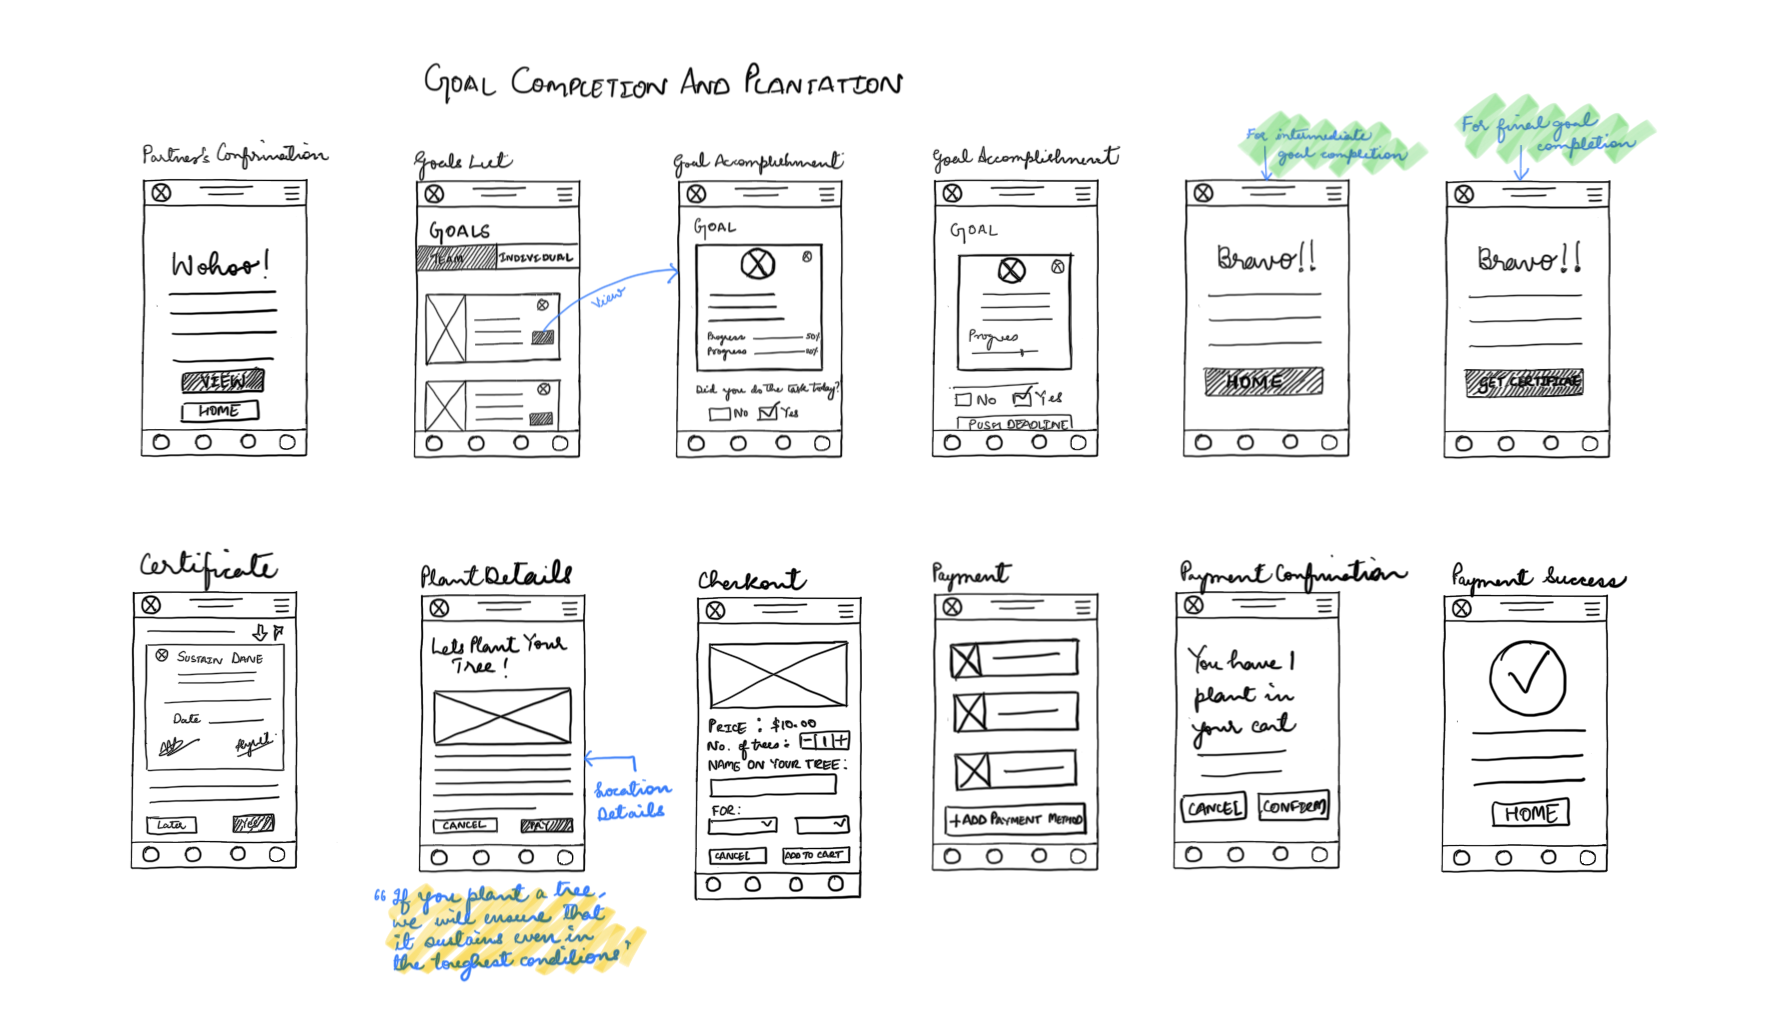 GOAL COMPLETION AND PLANTATION
Partner's Confirmation
Wohoo!
VIEW
HOME
Goals List
GOALS
TEAM
INDIVIDUAL
View
Goal Accomplishment
GOAL
Progress 50%
Progress
Did you do the task today?
No Yes
Goal Accomplishment
GOAL
Progres
No Yes
PUSH DEADLINE
For intermediate
goal completion
Bravo!!
HOME
For final goal
completion
Bravo!!
GET CERTIFICATE
Certificate
SUSTAIN DANE
Date
Later
YES
Plant Details
Lets Plant Your
Tree!
CANCEL
PAY
Location
Details
“If you plant a tree,
we will ensure that
it sustains even in
the toughest conditions”
Checkout
PRICE : $10.00
No. of trees: - 1 +
NAME ON YOUR TREE:
FOR:
CANCEL
ADD TO CART
Payment
+ADD PAYMENT METHOD
Payment Confirmation
You have 1
plant in
your cart
CANCEL
CONFIRM
Payment Success
HOME